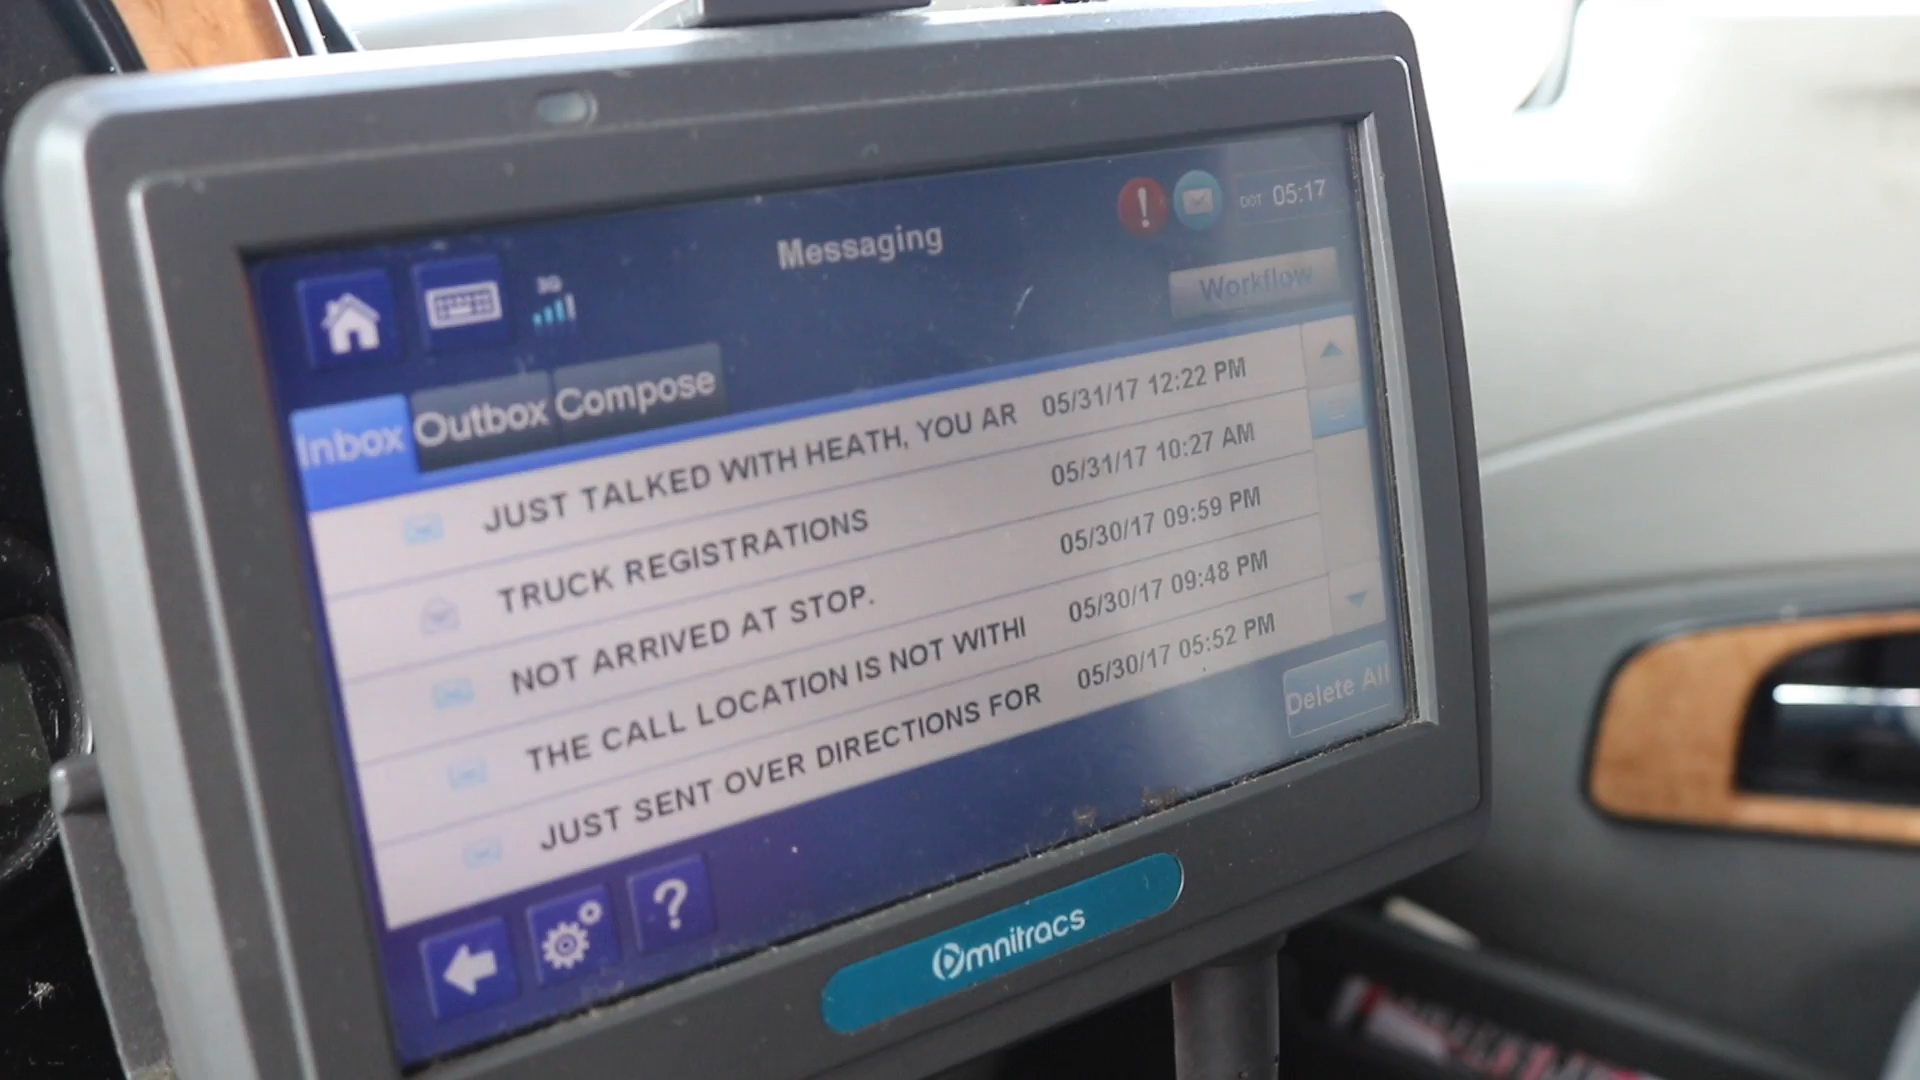 Messaging
! DOT 05:17
3G
Workflow
Inbox Outbox Compose
JUST TALKED WITH HEATH, YOU AR 05/31/17 12:22 PM
TRUCK REGISTRATIONS 05/31/17 10:27 AM
NOT ARRIVED AT STOP. 05/30/17 09:59 PM
THE CALL LOCATION IS NOT WITHI 05/30/17 09:48 PM
JUST SENT OVER DIRECTIONS FOR 05/30/17 05:52 PM
Delete All
?
Omnitracs